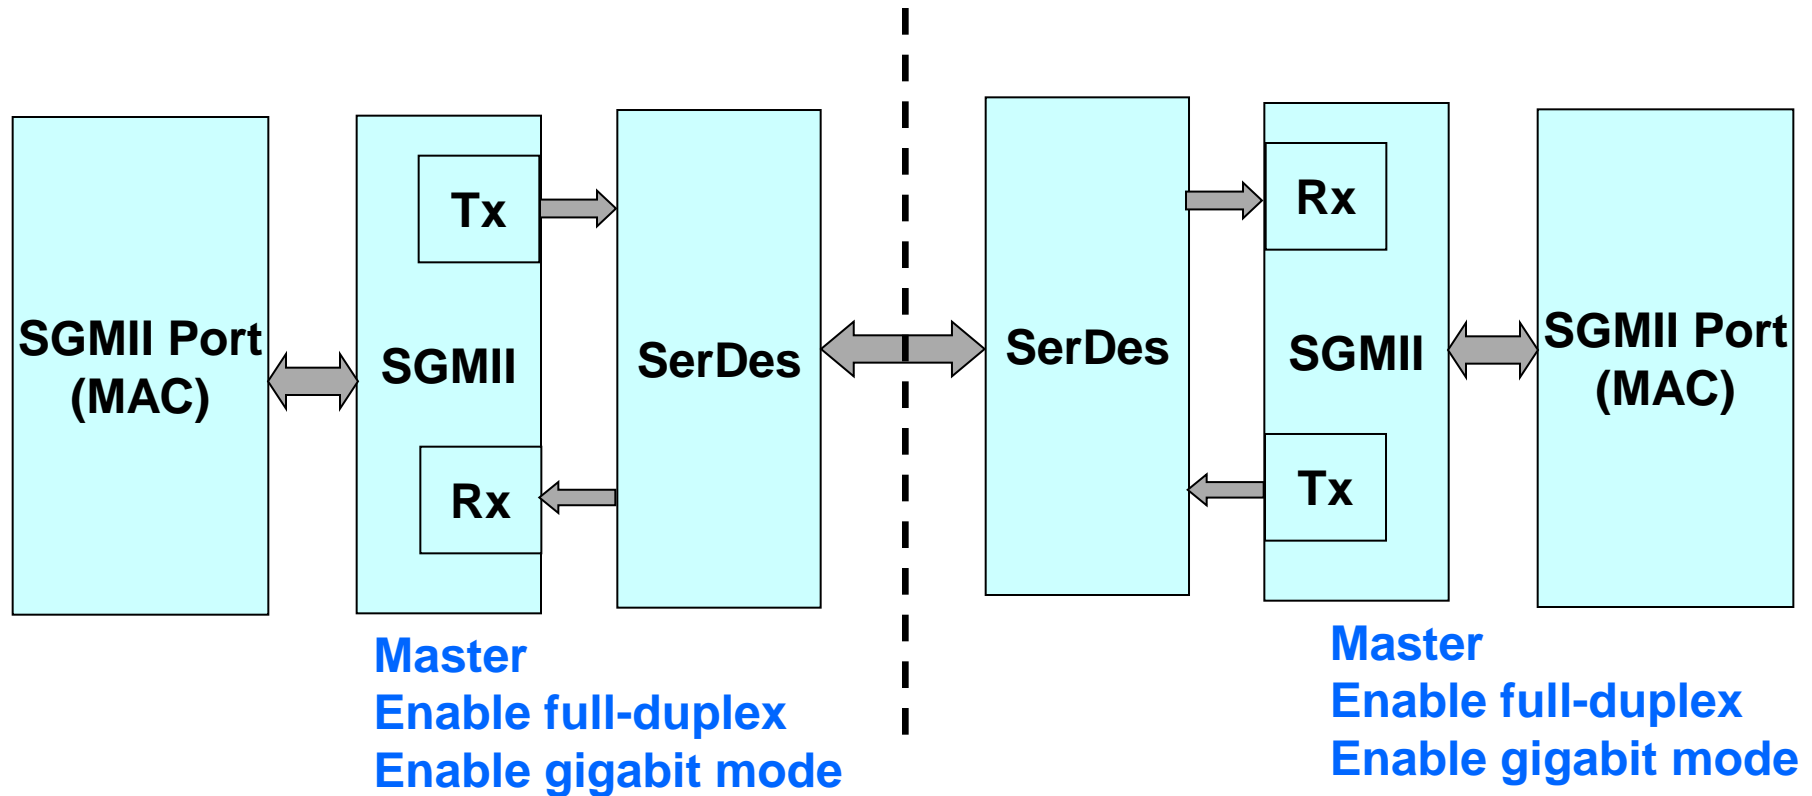 SGMII Port
(MAC)
Tx
SGMII
Rx
SerDes
SerDes
Rx
SGMII
Tx
SGMII Port
(MAC)
Master
Enable full-duplex
Enable gigabit mode
Master
Enable full-duplex
Enable gigabit mode